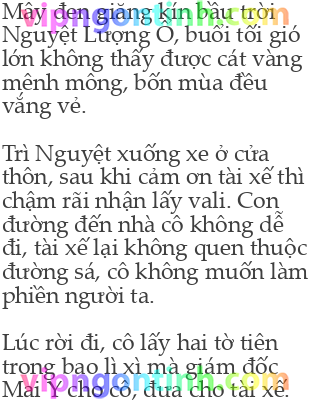 Mây đen giăng kín bầu trời
Nguyệt Lượng Ổ, buổi tối gió
lớn không thấy được cát vàng
mênh mông, bốn mùa đều
vắng vẻ.
Trì Nguyệt xuống xe ở cửa
thôn, sau khi cảm ơn tài xế thì
chậm rãi nhận lấy vali. Con
đường đến nhà cô không dễ
đi, tài xế lại không quen thuộc
đường sá, cô không muốn làm
phiền người ta.
Lúc rời đi, cô lấy hai tờ tiền
trong bao lì xì mà giám đốc
Mai Y cho cô, đưa cho tài xế.
vipngontinh.com
vipngontinh.com